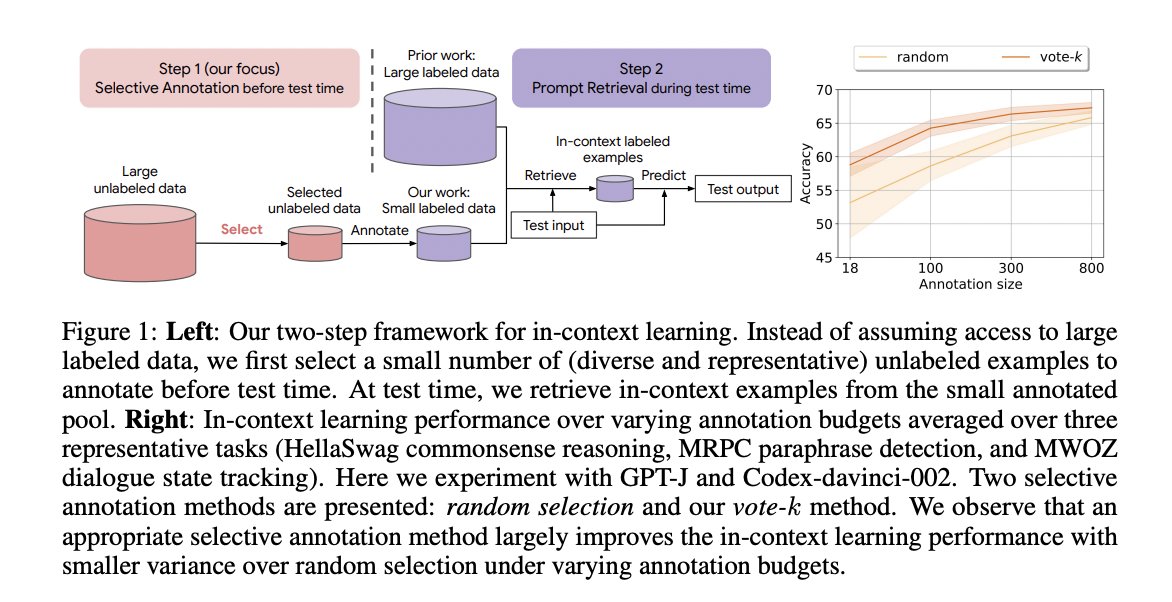 Step 1 (our focus)
Selective Annotation before test time
Prior work:
Large labeled data
Step 2
Prompt Retrieval during test time
Large
unlabeled data
Select
Selected
unlabeled data
Annotate
Our work:
Small labeled data
Retrieve
In-context labeled
examples
Predict
Test input
Test output
random
vote-k
70
65
60
55
50
45
Accuracy
18 100 300 800
Annotation size
Figure 1: Left: Our two-step framework for in-context learning. Instead of assuming access to large
labeled data, we first select a small number of (diverse and representative) unlabeled examples to
annotate before test time. At test time, we retrieve in-context examples from the small annotated
pool. Right: In-context learning performance over varying annotation budgets averaged over three
representative tasks (HellaSwag commonsense reasoning, MRPC paraphrase detection, and MWOZ
dialogue state tracking). Here we experiment with GPT-J and Codex-davinci-002. Two selective
annotation methods are presented: random selection and our vote-k method. We observe that an
appropriate selective annotation method largely improves the in-context learning performance with
smaller variance over random selection under varying annotation budgets.